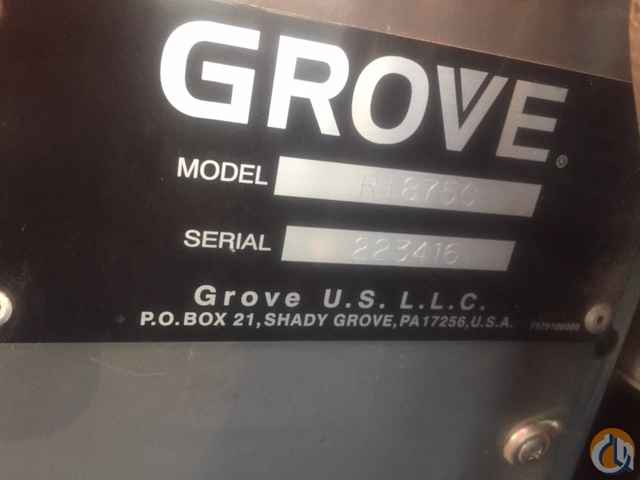 GROVE®
MODEL RT875C
SERIAL 223416
Grove U.S. L.L.C.
P.O. BOX 21, SHADY GROVE, PA 17256, U.S.A.